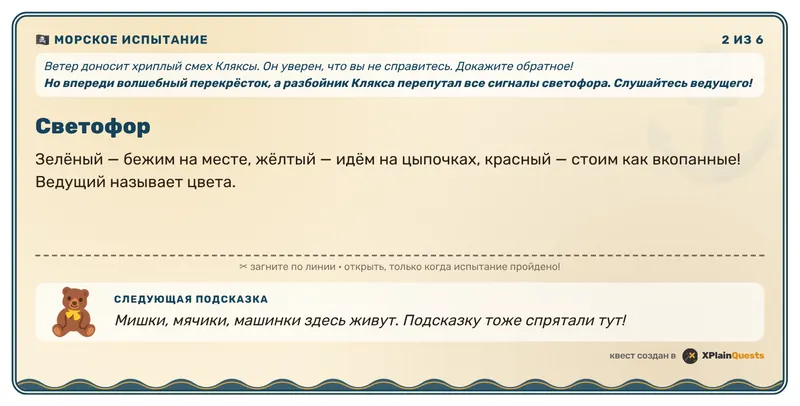 МОРСКОЕ ИСПЫТАНИЕ
2 ИЗ 6
Ветер доносит хриплый смех Кляксы. Он уверен, что вы не справитесь. Докажите обратное!
Но впереди волшебный перекрёсток, а разбойник Клякса перепутал все сигналы светофора. Слушайтесь ведущего!
Светофор
Зелёный — бежим на месте, жёлтый — идём на цыпочках, красный — стоим как вкопанные!
Ведущий называет цвета.
✂ загните по линии · открыть, только когда испытание пройдено!
СЛЕДУЮЩАЯ ПОДСКАЗКА
Мишки, мячики, машинки здесь живут. Подсказку тоже спрятали тут!
квест создан в XPlainQuests